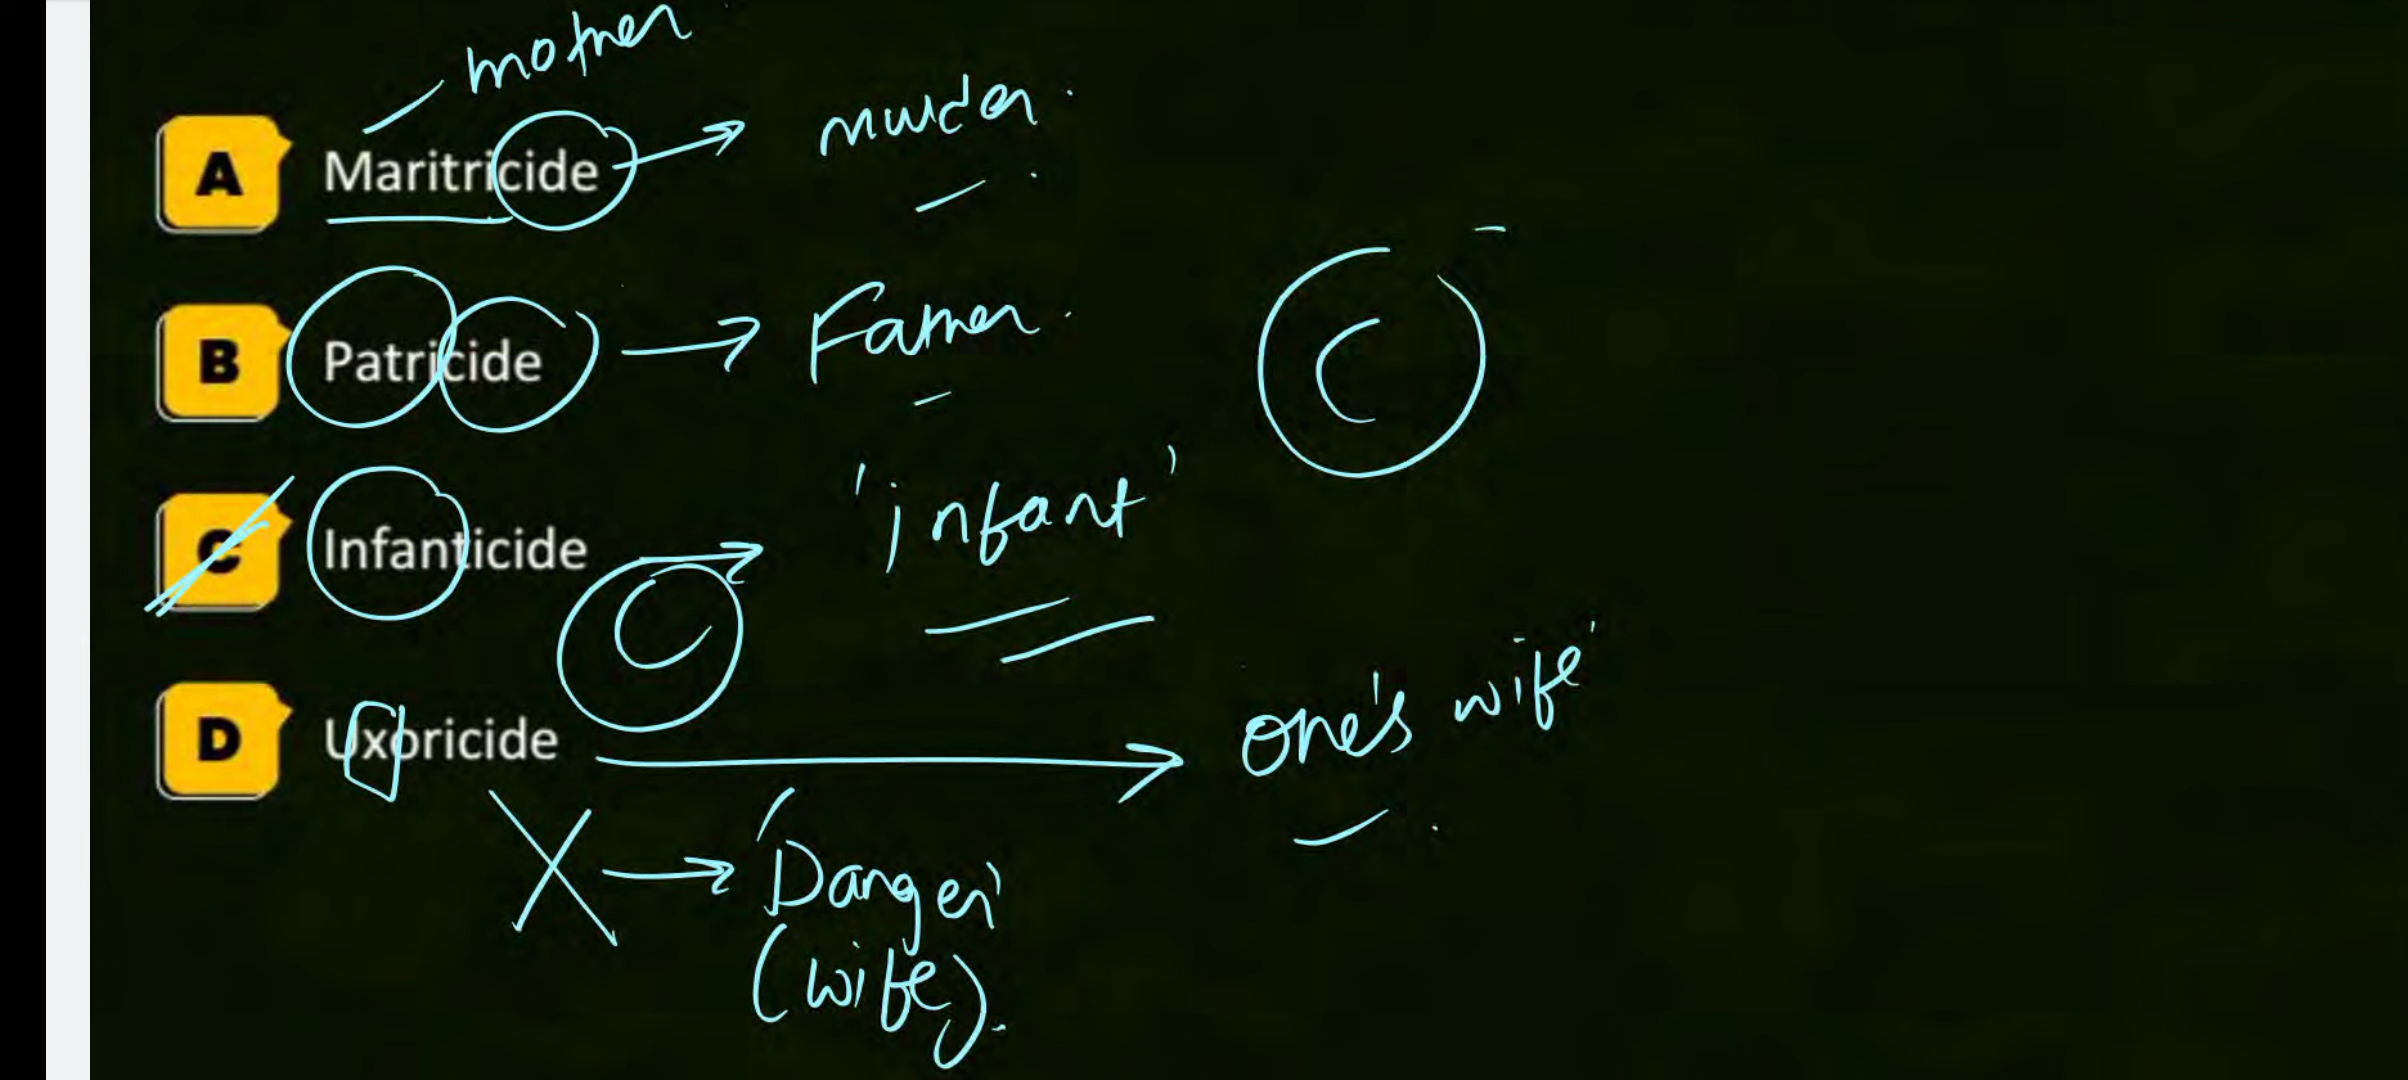 mother
A Maritricide murder.
B Patricide Father.
C
C Infanticide 'infant'
C
D Uxoricide one's wife'
X 'Danger'
(wife).